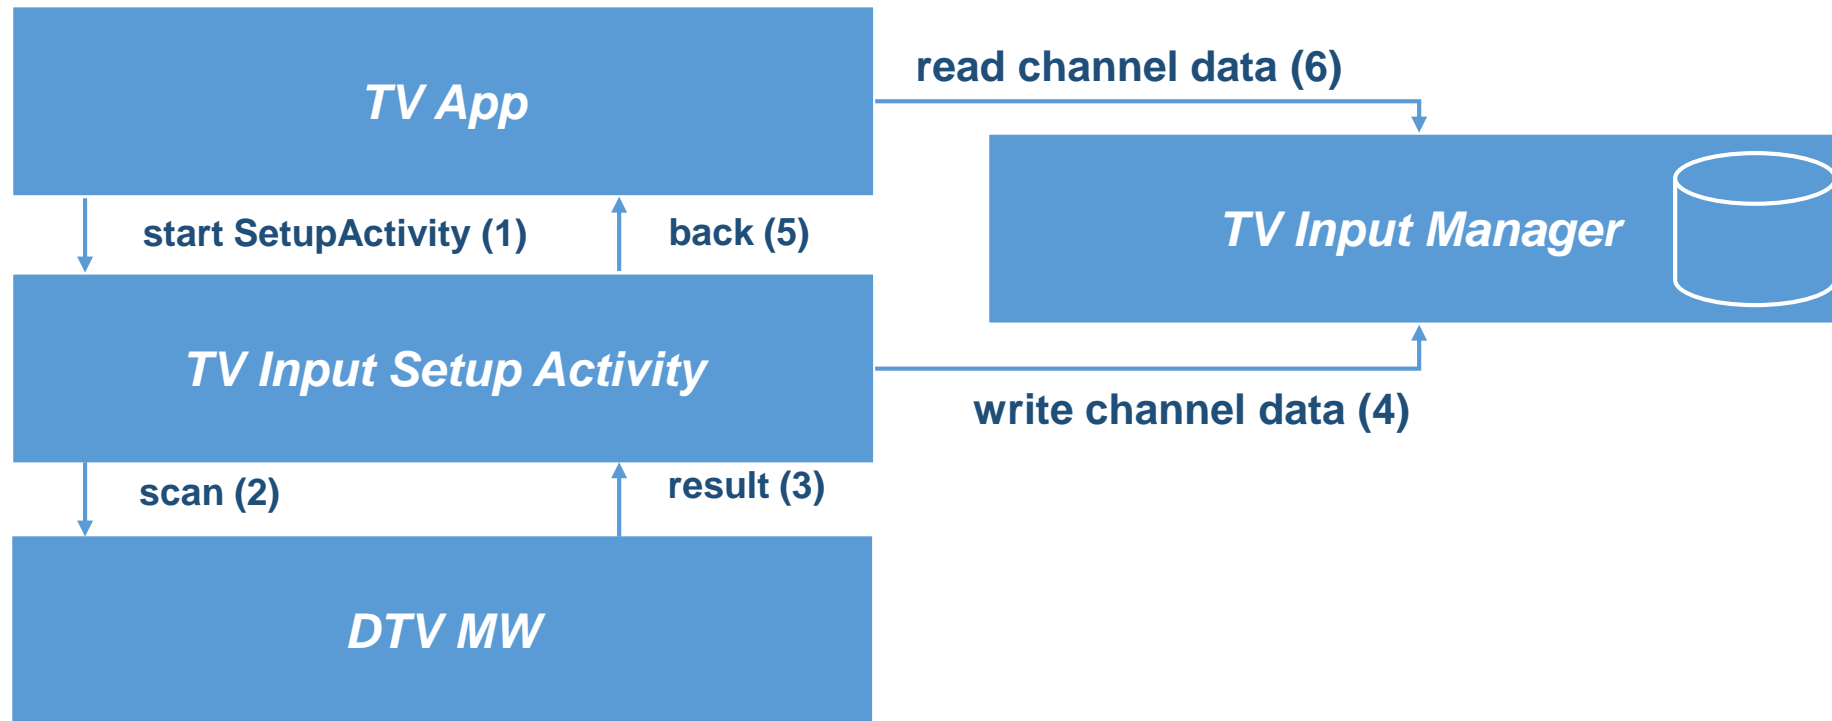 TV App
read channel data (6)
start SetupActivity (1)
back (5)
TV Input Manager
TV Input Setup Activity
write channel data (4)
scan (2)
result (3)
DTV MW